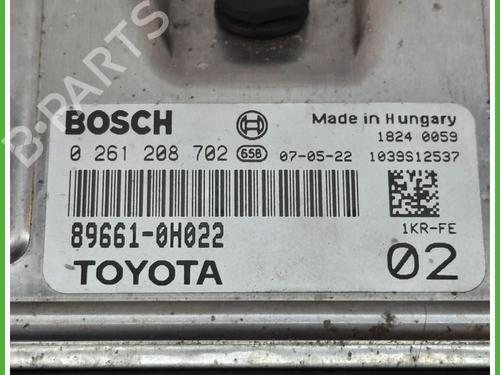 BOSCH
Made in Hungary
1824 0059
0 261 208 702 658 07-05-22 1039S12537
89661-0H022
1KR-FE
TOYOTA
02
B-PARTS